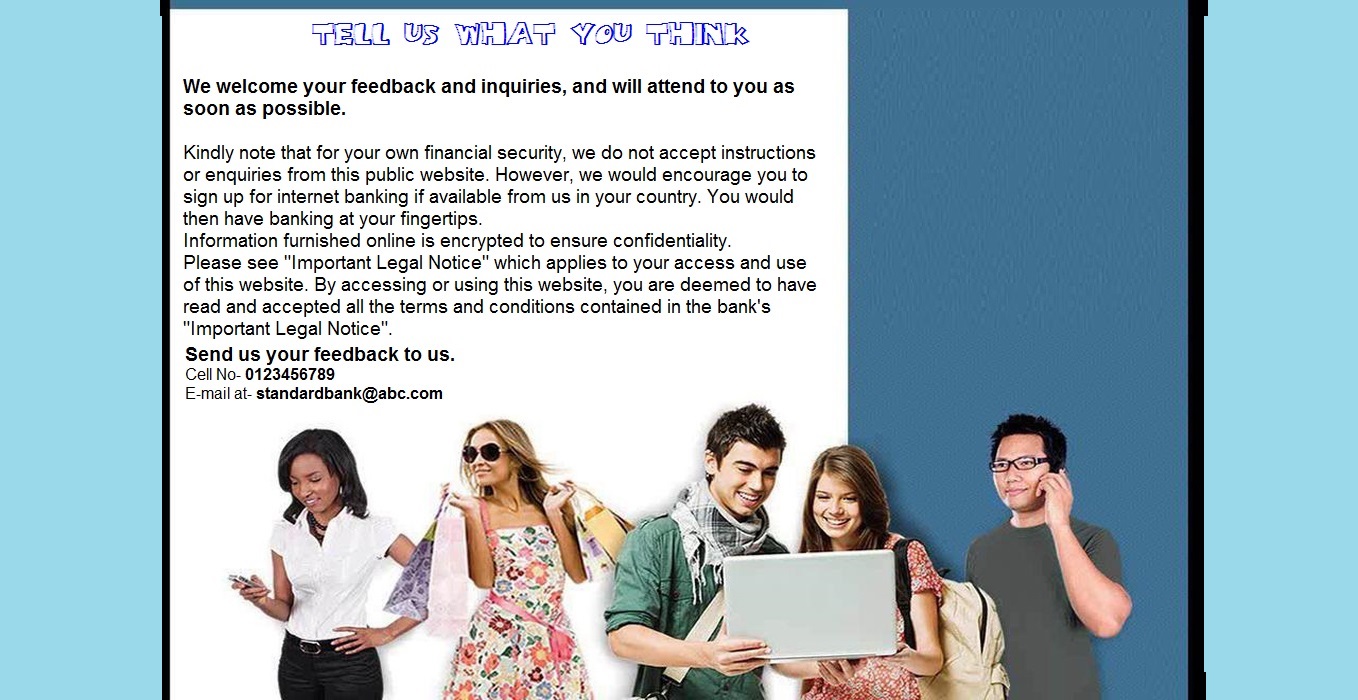 TELL US WHAT YOU THINK
We welcome your feedback and inquiries, and will attend to you as
soon as possible.
Kindly note that for your own financial security, we do not accept instructions
or enquiries from this public website. However, we would encourage you to
sign up for internet banking if available from us in your country. You would
then have banking at your fingertips.
Information furnished online is encrypted to ensure confidentiality.
Please see "Important Legal Notice" which applies to your access and use
of this website. By accessing or using this website, you are deemed to have
read and accepted all the terms and conditions contained in the bank's
"Important Legal Notice".
Send us your feedback to us.
Cell No- 0123456789
E-mail at- standardbank@abc.com